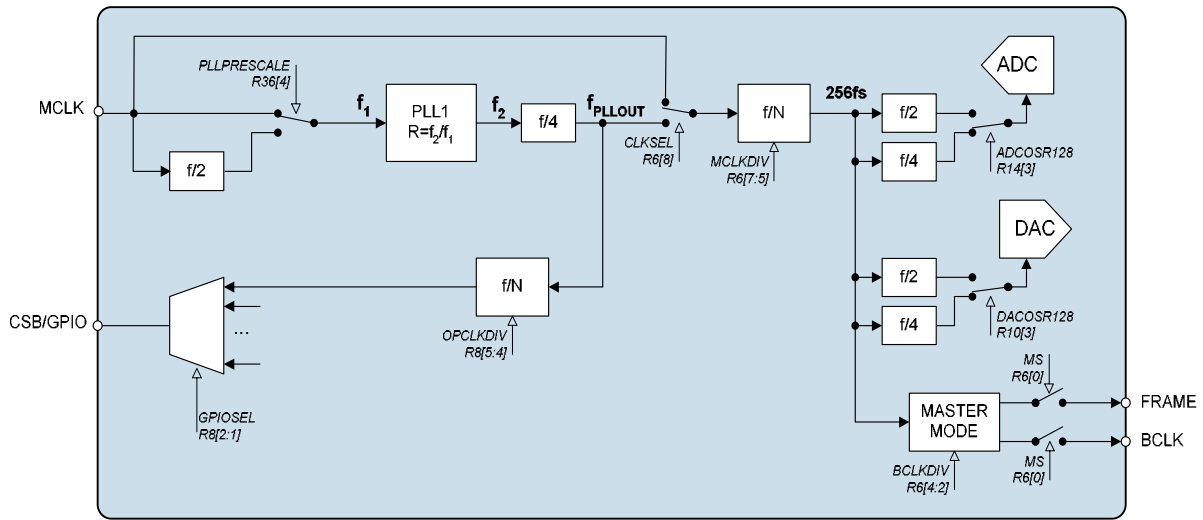 PLLPRESCALE
R36[4]
MCLK
f/2
f1
PLL1
R=f2/f1
f2
f/4
fPLLOUT
CLKSEL
R6[8]
f/N
MCLKDIV
R6[7:5]
256fs
f/2
f/4
ADC
ADCOSR128
R14[3]
DAC
f/2
f/4
DACOSR128
R10[3]
f/N
OPCLKDIV
R8[5:4]
CSB/GPIO
...
GPIOSEL
R8[2:1]
MASTER
MODE
BCLKDIV
R6[4:2]
MS
R6[0]
FRAME
BCLK
MS
R6[0]